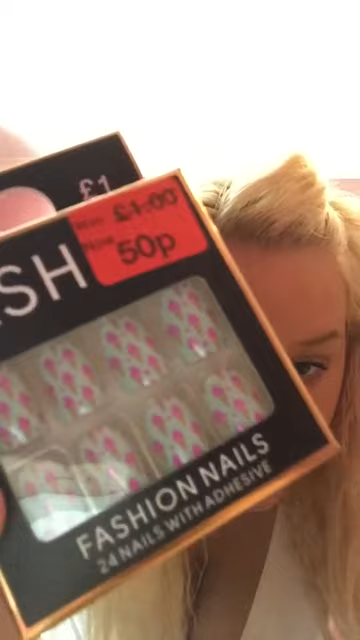 £1
Was £1.00
Now 50p
SH
FASHION NAILS
24 NAILS WITH ADHESIVE